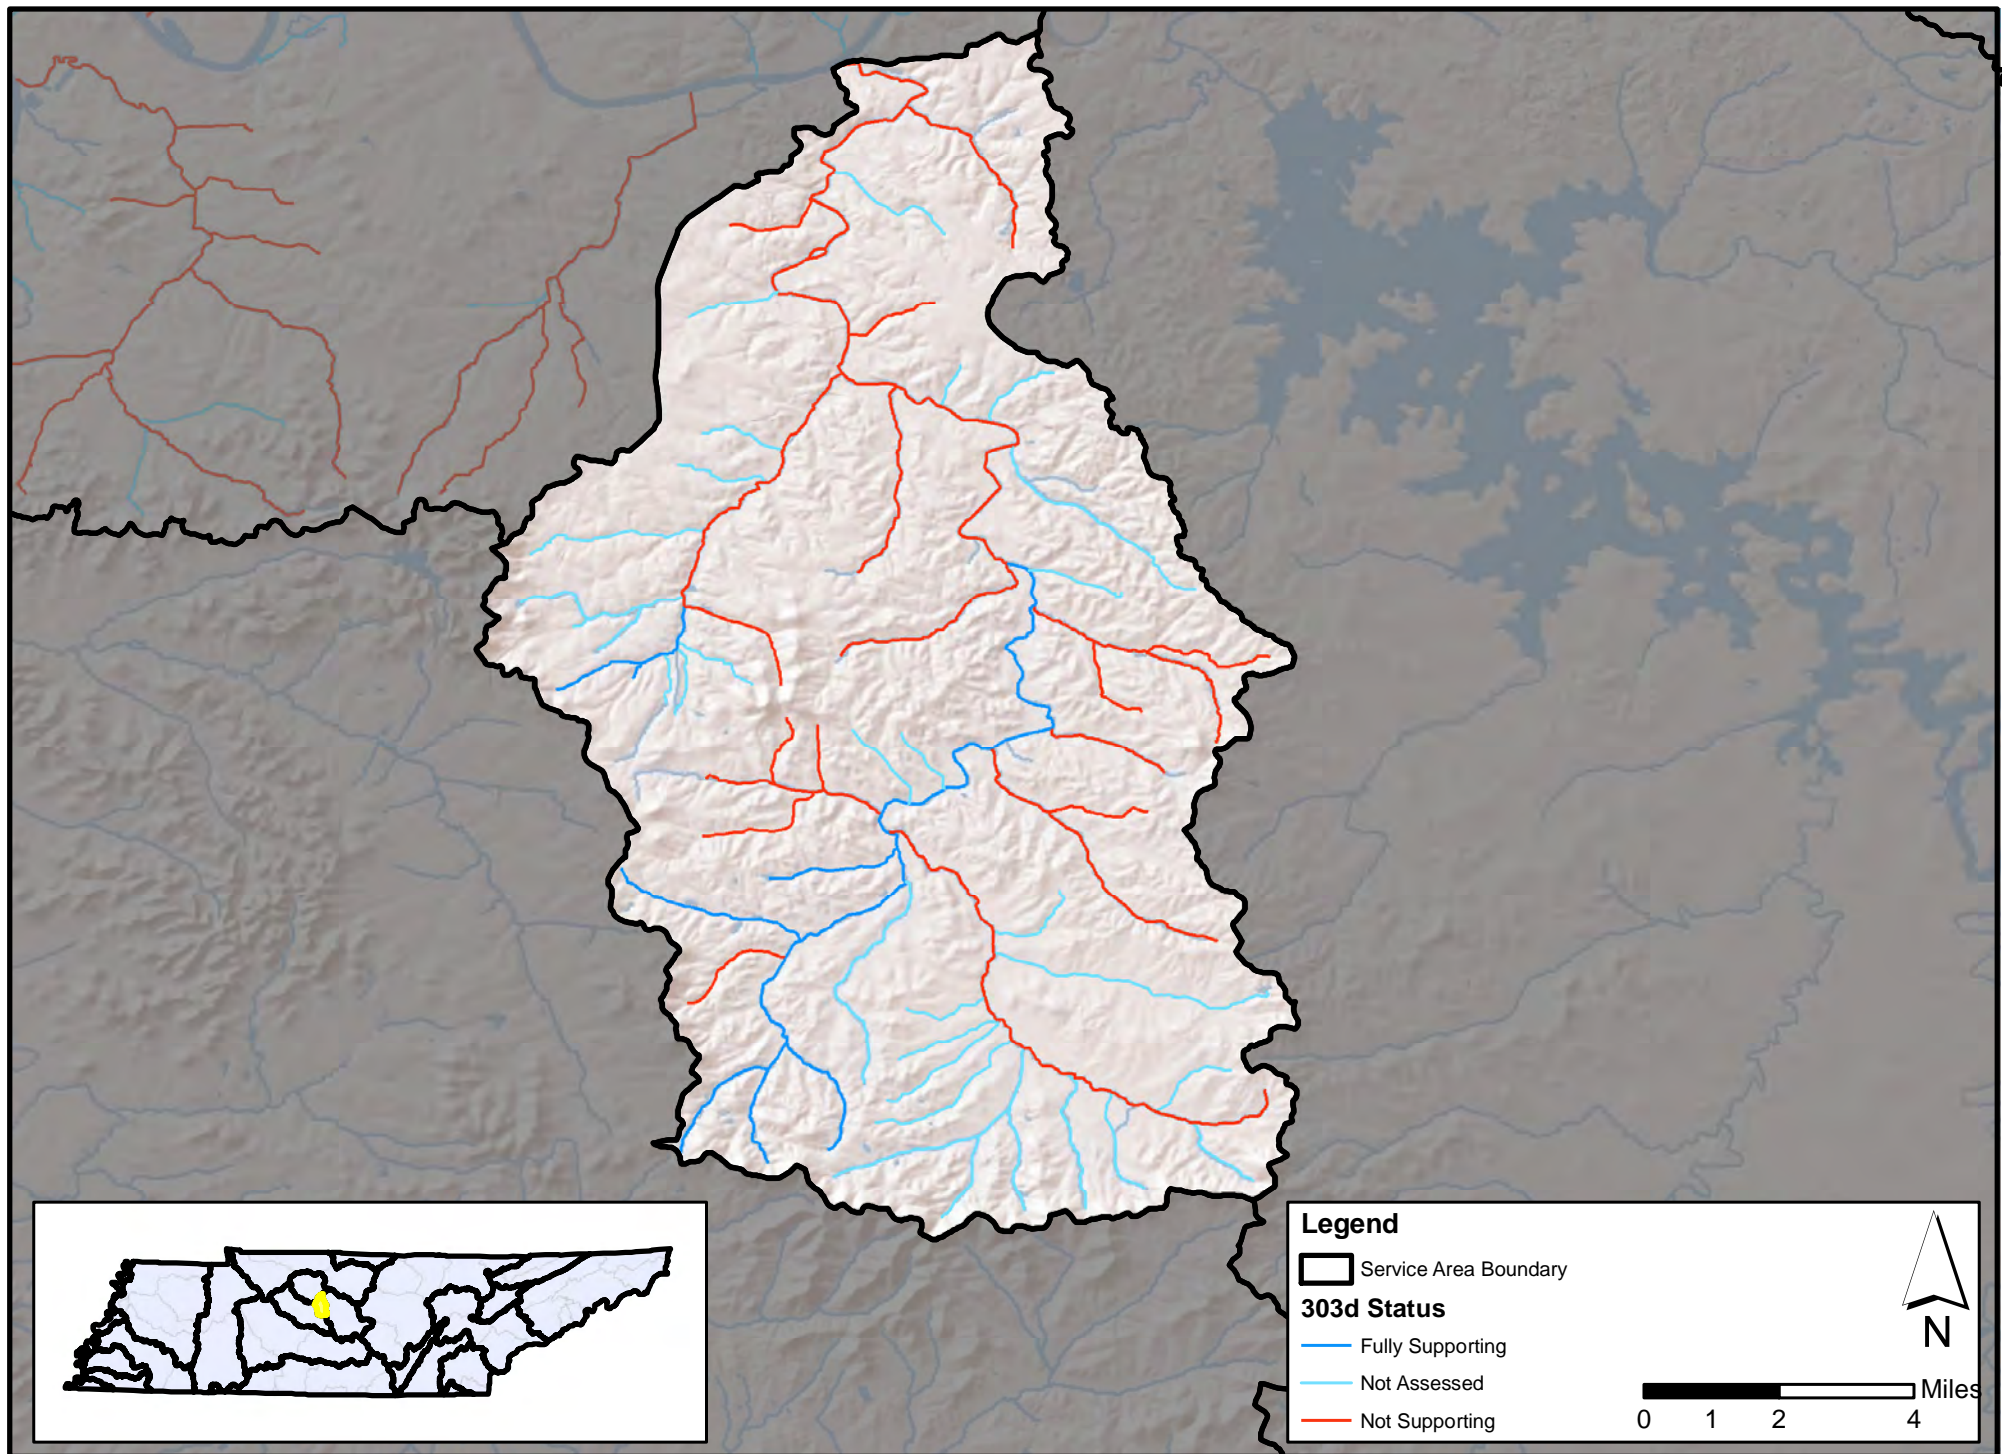 Legend
Service Area Boundary
303d Status
Fully Supporting
Not Assessed
Not Supporting
N
Miles
0 1 2 4